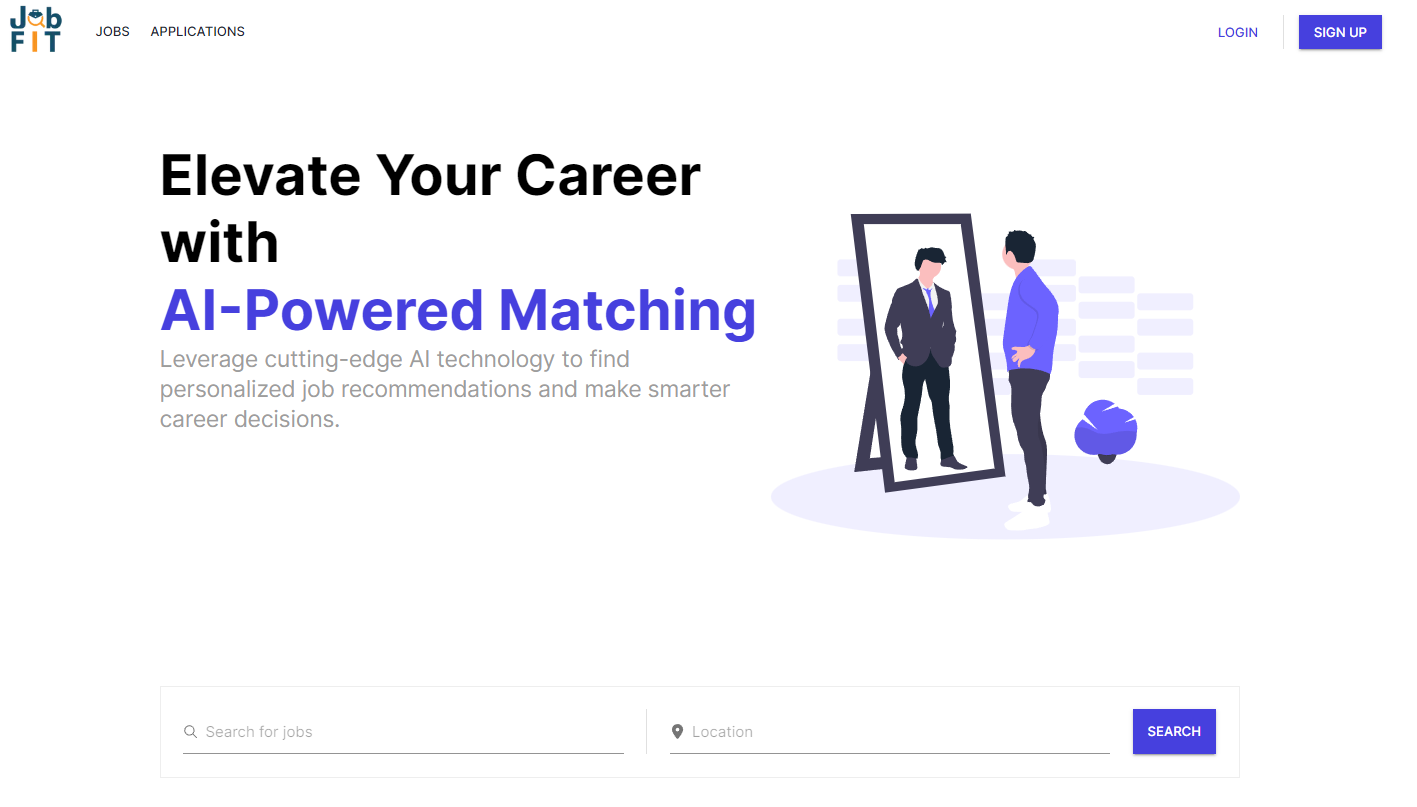 Job
FIT
JOBS
APPLICATIONS
LOGIN
SIGN UP
Elevate Your Career
with
AI-Powered Matching
Leverage cutting-edge AI technology to find
personalized job recommendations and make smarter
career decisions.
Search for jobs
Location
SEARCH